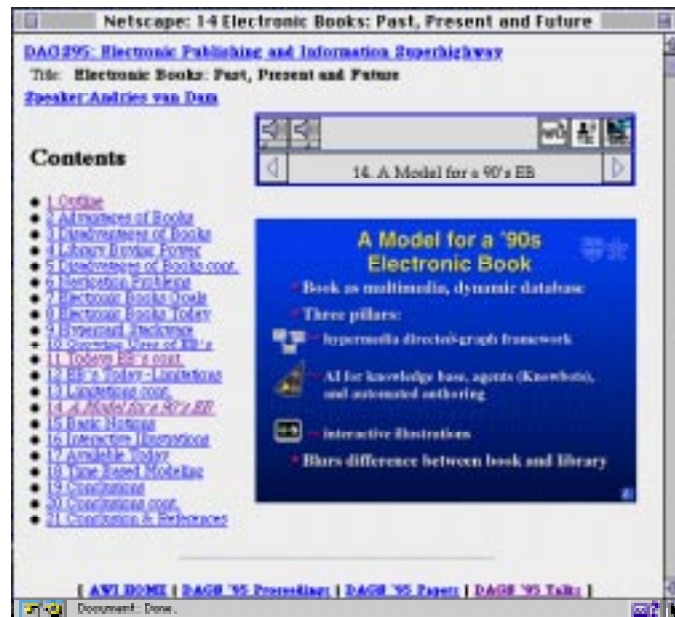 Netscape: 14 Electronic Books: Past, Present and Future
DAGS95: Electronic Publishing and Information Superhighway
Title: Electronic Books: Past, Present and Future
Speaker: Andries van Dam
14. A Model for a 90's EB
Contents
1 Outline
2 Advantages of Books
3 Disadvantages of Books
4 Library Buying Power
5 Disadvantages of Books cont.
6 Navigation Problems
7 Electronic Books Goals
8 Electronic Books Today
9 Hypercard Stackware
10 Growing Uses of EB's
11 Todays EB's cont.
12 EB's Today-Limitations
13 Limitations cont.
14. A Model for a 90's EB
15 Basic Notions
16 Interactive Illustrations
17 Available Today
18 Time Based Modeling
19 Conclusions
20 Conclusions cont.
21 Conclusion & References
A Model for a '90s
Electronic Book
Book as multimedia, dynamic database
Three pillars:
– hypermedia directed-graph framework
– AI for knowledge base, agents (Knowbots),
and automated authoring
– interactive illustrations
Blurs difference between book and library
[ AWI HOME | DAGS '95 Proceedings | DAGS '95 Papers | DAGS '95 Talks ]
Document: Done.